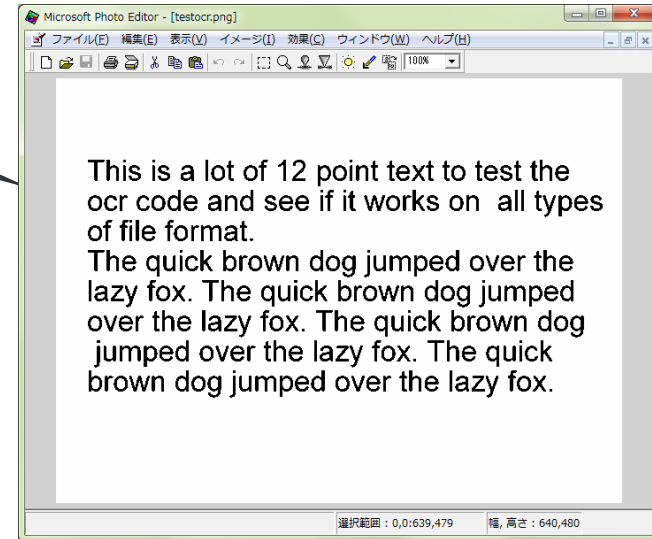 Microsoft Photo Editor - [testocr.png]
ファイル(F) 編集(E) 表示(V) イメージ(I) 効果(C) ウィンドウ(W) ヘルプ(H)
100%
This is a lot of 12 point text to test the
ocr code and see if it works on  all types
of file format.
The quick brown dog jumped over the
lazy fox. The quick brown dog jumped
over the lazy fox. The quick brown dog
jumped over the lazy fox. The quick
brown dog jumped over the lazy fox.
選択範囲 : 0,0:639,479 幅, 高さ : 640,480